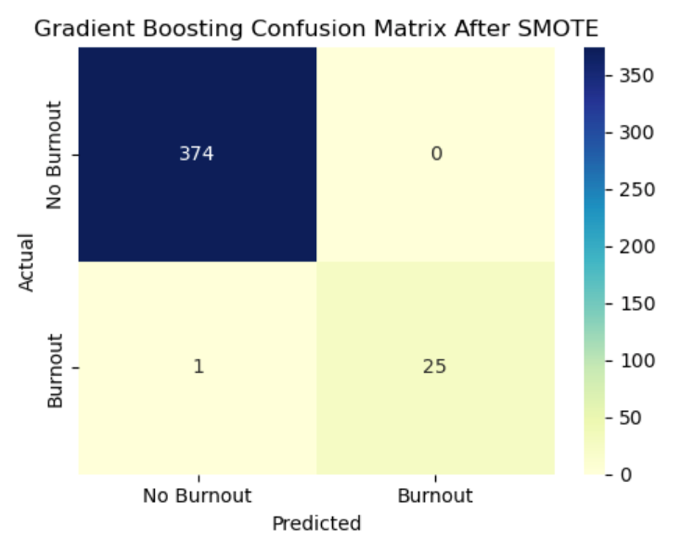 Gradient Boosting Confusion Matrix After SMOTE
Actual
No Burnout
374
0
Burnout
1
25
No Burnout
Burnout
Predicted
350
300
250
200
150
100
50
0